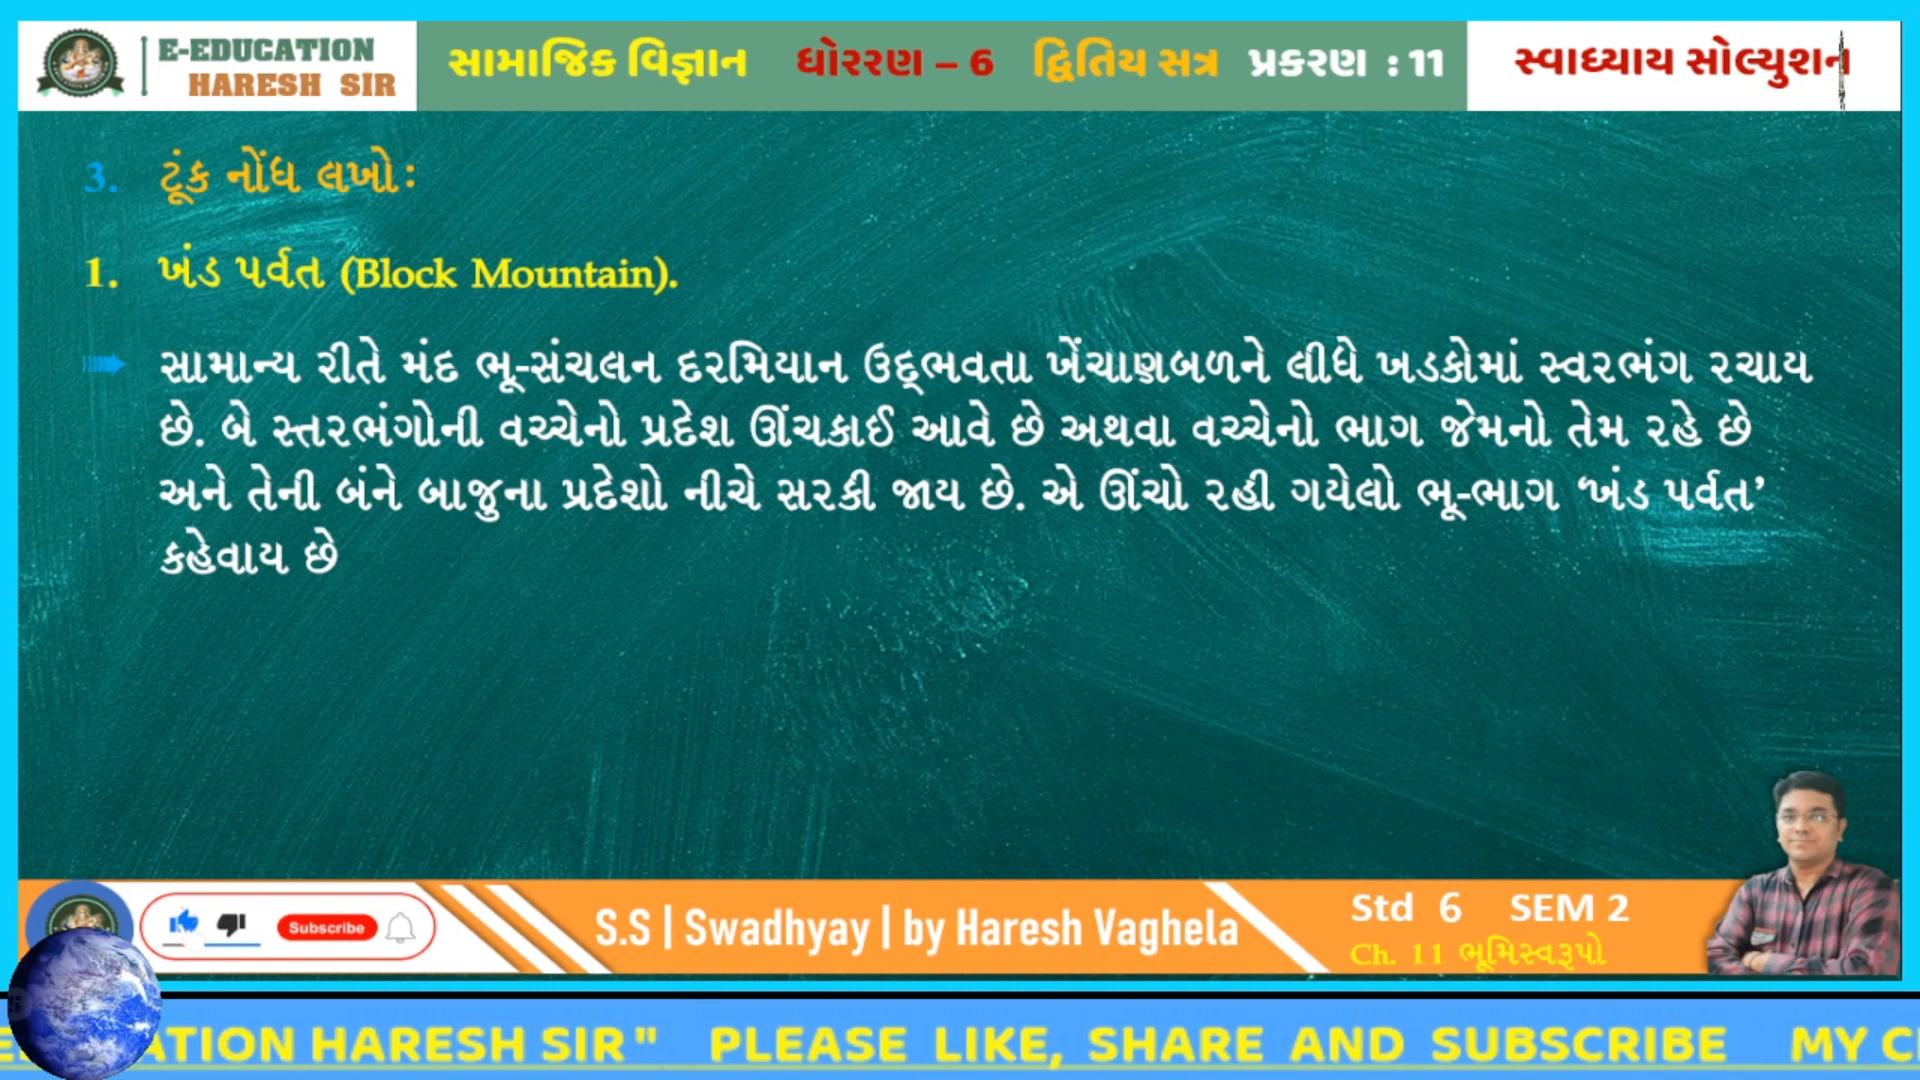 E-EDUCATION
HARESH SIR
સામાજિક વિજ્ઞાન ધોરરણ – 6 દ્વિતિય સત્ર પ્રકરણ : 11
સ્વાધ્યાય સોલ્યુશન
3. ટૂંક નોંધ લખોઃ
1. ખંડ પર્વત (Block Mountain).
સામાન્ય રીતે મંદ ભૂ-સંચલન દરમિયાન ઉદ્ભવતા ખેંચાણબળને લીધે ખડકોમાં સ્વરભંગ રચાય
છે. બે સ્તરભંગોની વચ્ચેનો પ્રદેશ ઊંચકાઈ આવે છે અથવા વચ્ચેનો ભાગ જેમનો તેમ રહે છે
અને તેની બંને બાજુના પ્રદેશો નીચે સરકી જાય છે. એ ઊંચો રહી ગયેલો ભૂ-ભાગ ‘ખંડ પર્વત’
કહેવાય છે
Subscribe
S.S | Swadhyay | by Haresh Vaghela
Std 6 SEM 2
Ch. 11 ભૂમિસ્વરૂપો
ATION HARESH SIR " PLEASE LIKE, SHARE AND SUBSCRIBE MY C